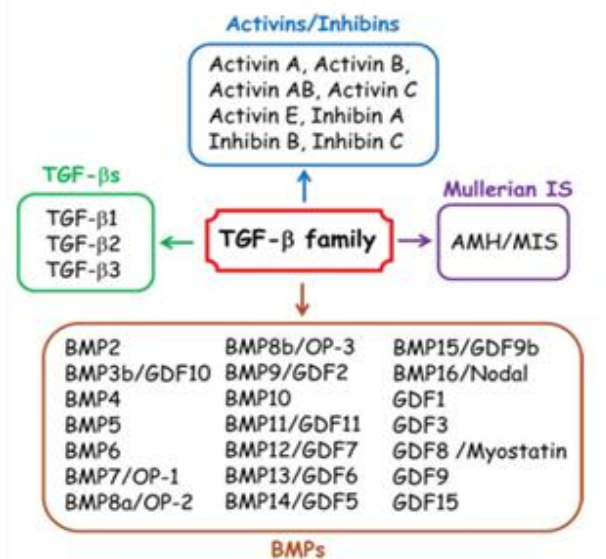 Activins/Inhibins
Activin A, Activin B,
Activin AB, Activin C
Activin E, Inhibin A
Inhibin B, Inhibin C
TGF-βs
TGF-β1
TGF-β2
TGF-β3
TGF-β family
Mullerian IS
AMH/MIS
BMP2
BMP3b/GDF10
BMP4
BMP5
BMP6
BMP7/OP-1
BMP8a/OP-2
BMP8b/OP-3
BMP9/GDF2
BMP10
BMP11/GDF11
BMP12/GDF7
BMP13/GDF6
BMP14/GDF5
BMP15/GDF9b
BMP16/Nodal
GDF1
GDF3
GDF8 /Myostatin
GDF9
GDF15
BMPs